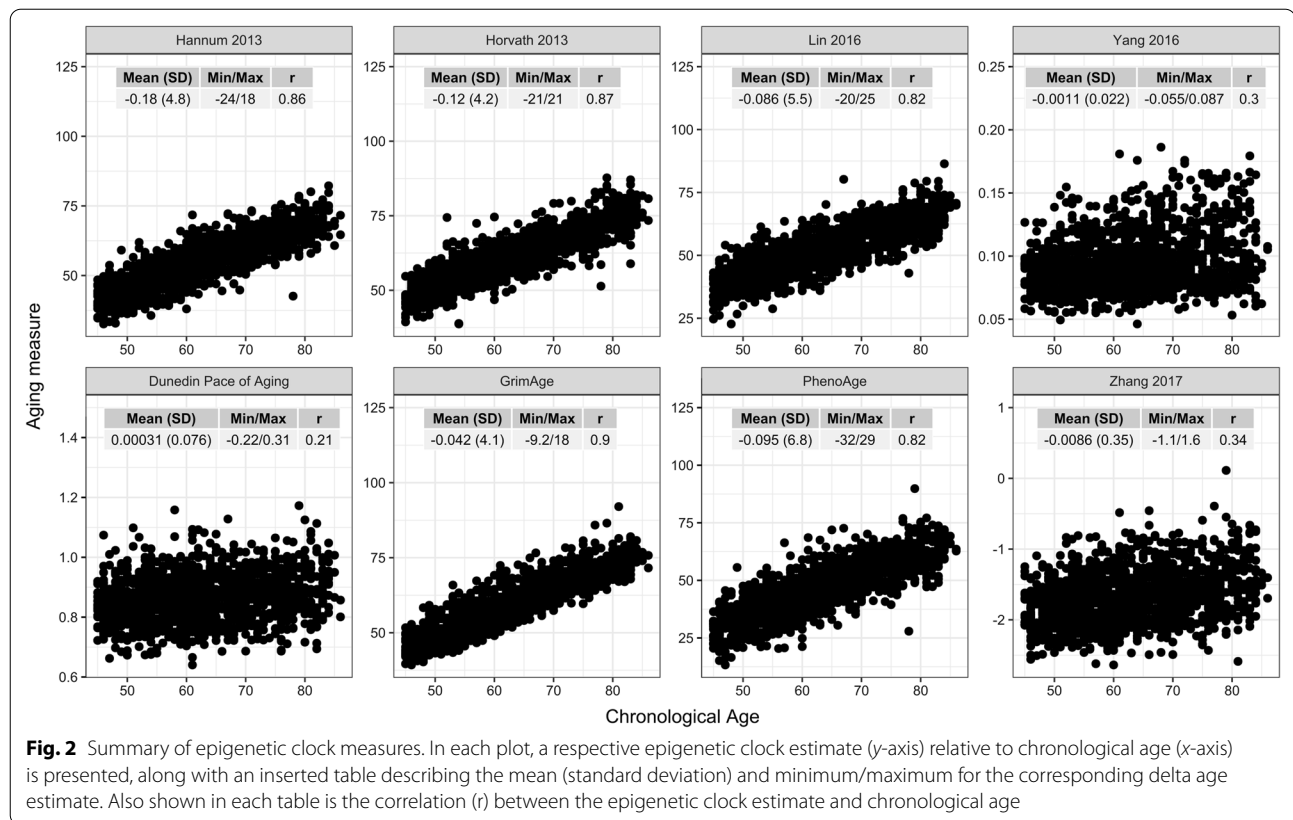 Hannum 2013
Mean (SD) Min/Max r
-0.18 (4.8) -24/18 0.86
125
100
75
50
50 60 70 80
Horvath 2013
Mean (SD) Min/Max r
-0.12 (4.2) -21/21 0.87
125
100
75
50
50 60 70 80
Lin 2016
Mean (SD) Min/Max r
-0.086 (5.5) -20/25 0.82
125
100
75
50
25
50 60 70 80
Yang 2016
Mean (SD) Min/Max r
-0.0011 (0.022) -0.055/0.087 0.3
0.25
0.20
0.15
0.10
0.05
50 60 70 80
Aging measure
Dunedin Pace of Aging
Mean (SD) Min/Max r
0.00031 (0.076) -0.22/0.31 0.21
1.4
1.2
1.0
0.8
0.6
50 60 70 80
GrimAge
Mean (SD) Min/Max r
-0.042 (4.1) -9.2/18 0.9
125
100
75
50
50 60 70 80
PhenoAge
Mean (SD) Min/Max r
-0.095 (6.8) -32/29 0.82
125
100
75
50
25
50 60 70 80
Zhang 2017
Mean (SD) Min/Max r
-0.0086 (0.35) -1.1/1.6 0.34
1
0
-1
-2
50 60 70 80
Chronological Age
Fig. 2 Summary of epigenetic clock measures. In each plot, a respective epigenetic clock estimate (y-axis) relative to chronological age (x-axis)
is presented, along with an inserted table describing the mean (standard deviation) and minimum/maximum for the corresponding delta age
estimate. Also shown in each table is the correlation (r) between the epigenetic clock estimate and chronological age